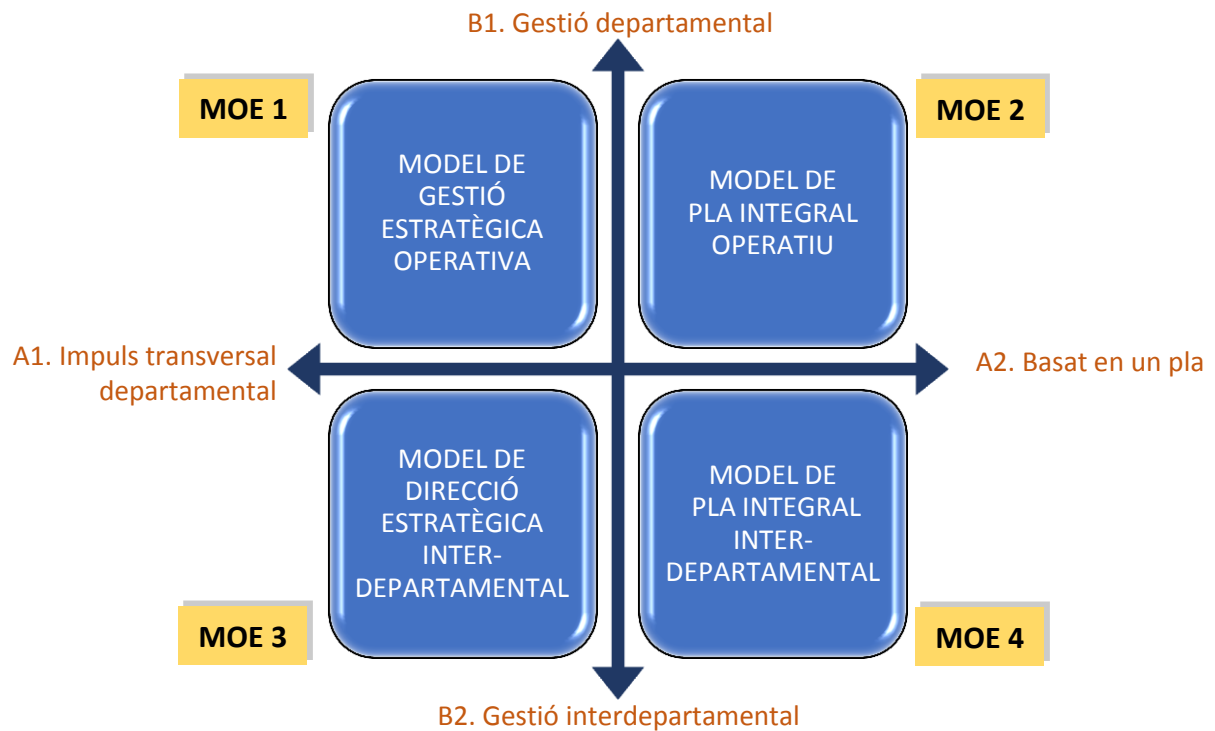 B1. Gestió departamental
MOE 1
MOE 2
MODEL DE
GESTIÓ
ESTRATÈGICA
OPERATIVA
MODEL DE
PLA INTEGRAL
OPERATIU
A1. Impuls transversal
departamental
A2. Basat en un pla
MODEL DE
DIRECCIÓ
ESTRATÈGICA
INTER-
DEPARTAMENTAL
MODEL DE
PLA INTEGRAL
INTER-
DEPARTAMENTAL
MOE 3
MOE 4
B2. Gestió interdepartamental